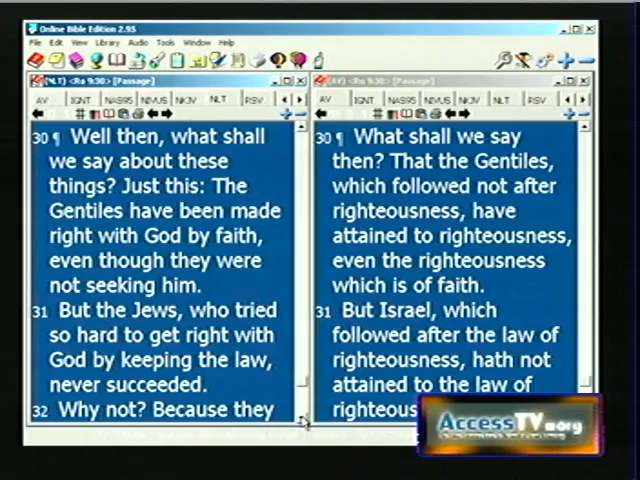 Online Bible Edition 2.95
File Edit View Library Audio Tools Window Help
(NLT) <Ro 9:30> [Passage]
AV IGNT NAS95 NIVUS NKJV NLT RSV
30 ¶ Well then, what shall
we say about these
things? Just this: The
Gentiles have been made
right with God by faith,
even though they were
not seeking him.
31 But the Jews, who tried
so hard to get right with
God by keeping the law,
never succeeded.
32 Why not? Because they
(AV) <Ro 9:30> [Passage]
AV IGNT NAS95 NIVUS NKJV NLT RSV
30 ¶ What shall we say
then? That the Gentiles,
which followed not after
righteousness, have
attained to righteousness,
even the righteousness
which is of faith.
31 But Israel, which
followed after the law of
righteousness, hath not
attained to the law of
righteous
AccessTV.org